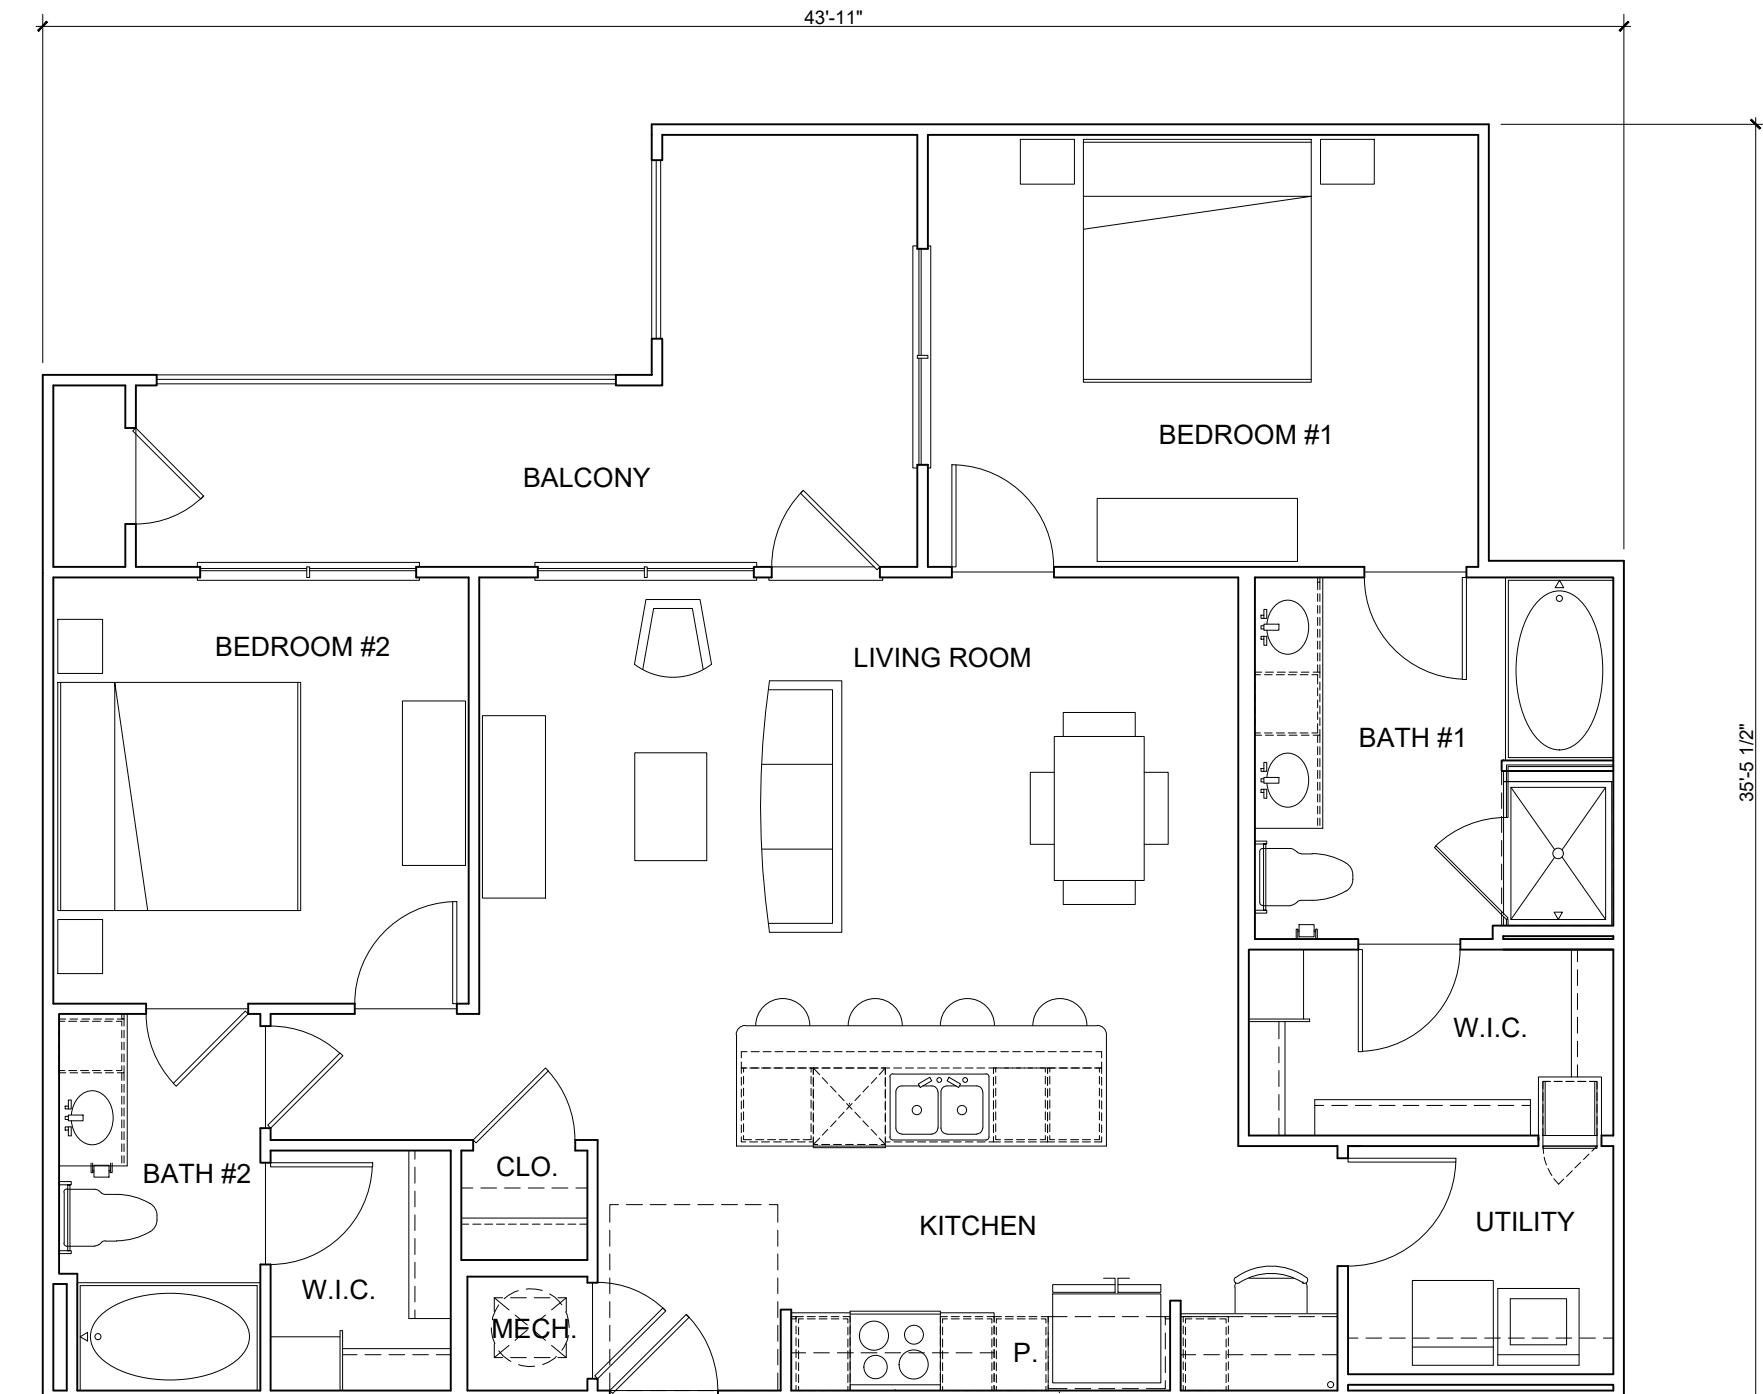 43'-11"
BEDROOM #1
BALCONY
BEDROOM #2
LIVING ROOM
BATH #1
35'-5 1/2"
W.I.C.
BATH #2
CLO.
KITCHEN
UTILITY
W.I.C.
MECH.
P.